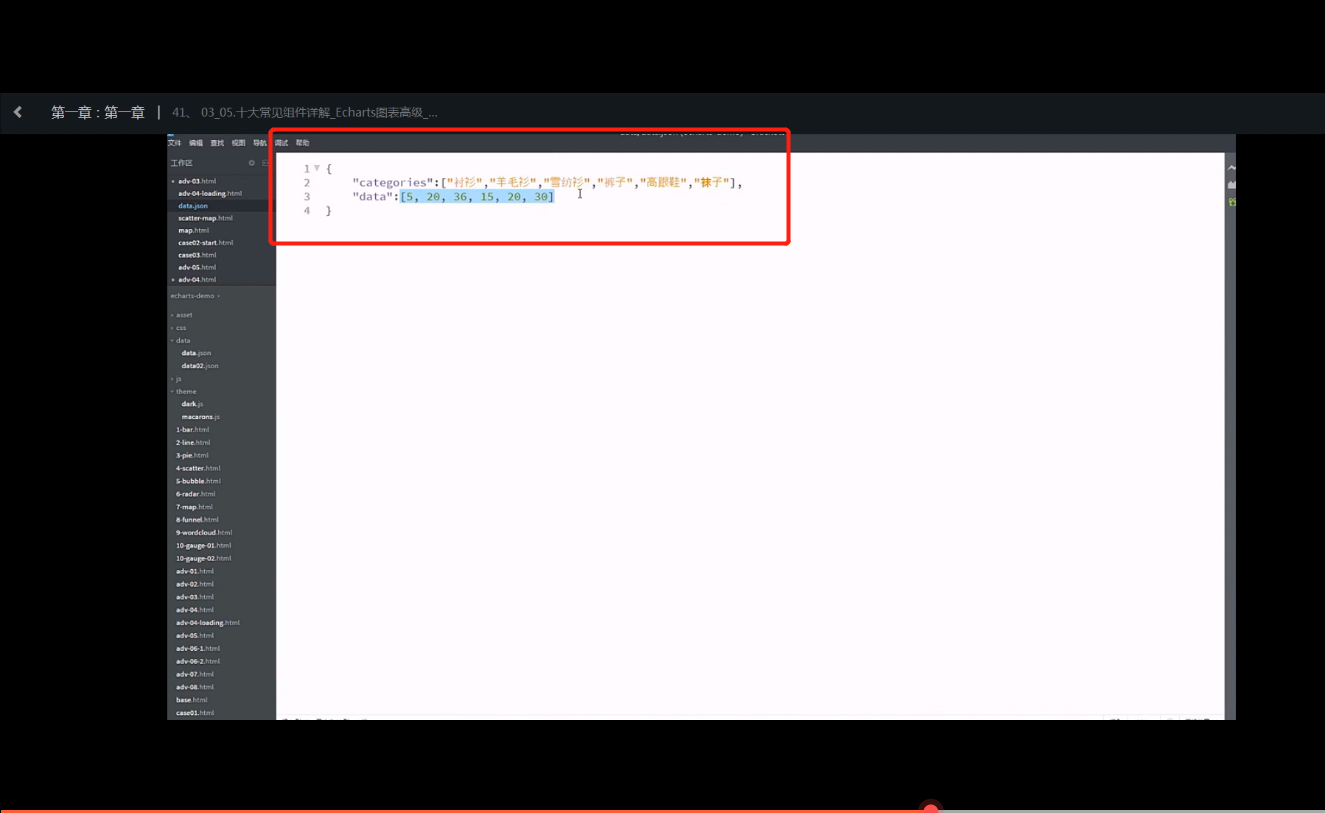 第一章：第一章 | 41、 03_05.十大常见组件详解_Echarts图表高级_...
文件 编辑 查找 视图 导航 调试 帮助
工作区
adv-03.html
adv-04-loading.html
data.json
scatter-map.html
map.html
case02-start.html
case03.html
adv-05.html
adv-04.html
echarts-demo
asset
css
data
data.json
data02.json
js
theme
dark.js
macarons.js
1-bar.html
2-line.html
3-pie.html
4-scatter.html
5-bubble.html
6-radar.html
7-map.html
8-funnel.html
9-wordcloud.html
10-gauge-01.html
10-gauge-02.html
adv-01.html
adv-02.html
adv-03.html
adv-04.html
adv-04-loading.html
adv-05.html
adv-06-1.html
adv-06-2.html
adv-07.html
adv-08.html
base.html
case01.html
1 {
2 "categories":["衬衫","羊毛衫","雪纺衫","裤子","高跟鞋","袜子"],
3 "data":[5, 20, 36, 15, 20, 30]
4 }